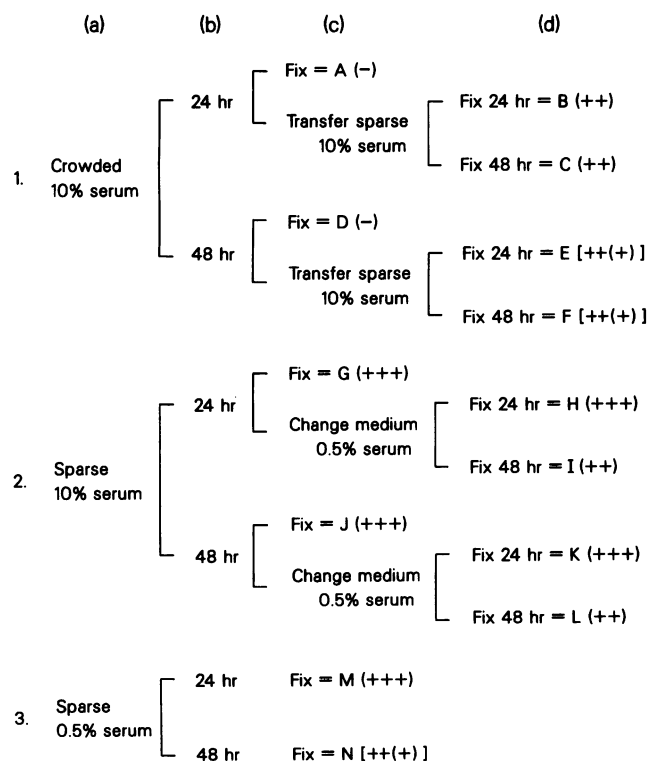 (a) (b) (c) (d)
Fix = A (−)
24 hr
Transfer sparse
10% serum
Fix 24 hr = B (++)
Fix 48 hr = C (++)
1. Crowded
10% serum
Fix = D (−)
48 hr
Transfer sparse
10% serum
Fix 24 hr = E [++(+) ]
Fix 48 hr = F [++(+) ]
Fix = G (+++)
24 hr
Change medium
0.5% serum
Fix 24 hr = H (+++)
Fix 48 hr = I (++)
2. Sparse
10% serum
Fix = J (+++)
48 hr
Change medium
0.5% serum
Fix 24 hr = K (+++)
Fix 48 hr = L (++)
3. Sparse
0.5% serum
24 hr Fix = M (+++)
48 hr Fix = N [++(+) ]